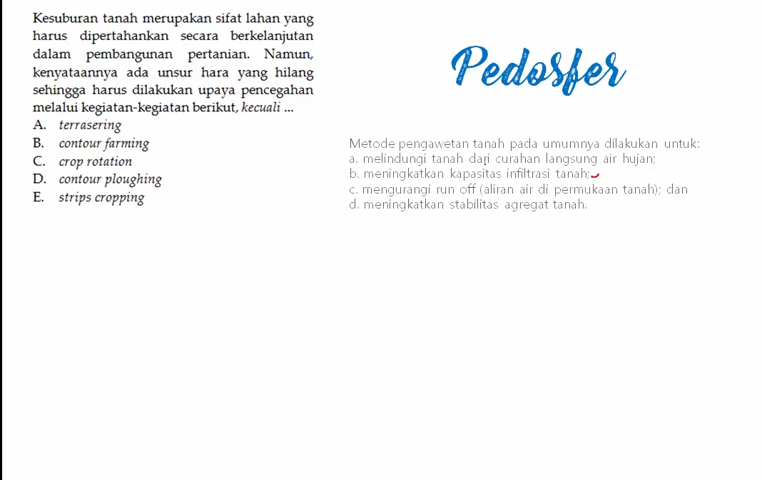 Kesuburan tanah merupakan sifat lahan yang
harus dipertahankan secara berkelanjutan
dalam pembangunan pertanian. Namun,
kenyataannya ada unsur hara yang hilang
sehingga harus dilakukan upaya pencegahan
melalui kegiatan-kegiatan berikut, kecuali ...
A. terrasering
B. contour farming
C. crop rotation
D. contour ploughing
E. strips cropping
Pedosfer
Metode pengawetan tanah pada umumnya dilakukan untuk:
a. melindungi tanah dari curahan langsung air hujan;
b. meningkatkan kapasitas infiltrasi tanah;
c. mengurangi run off (aliran air di permukaan tanah); dan
d. meningkatkan stabilitas agregat tanah.